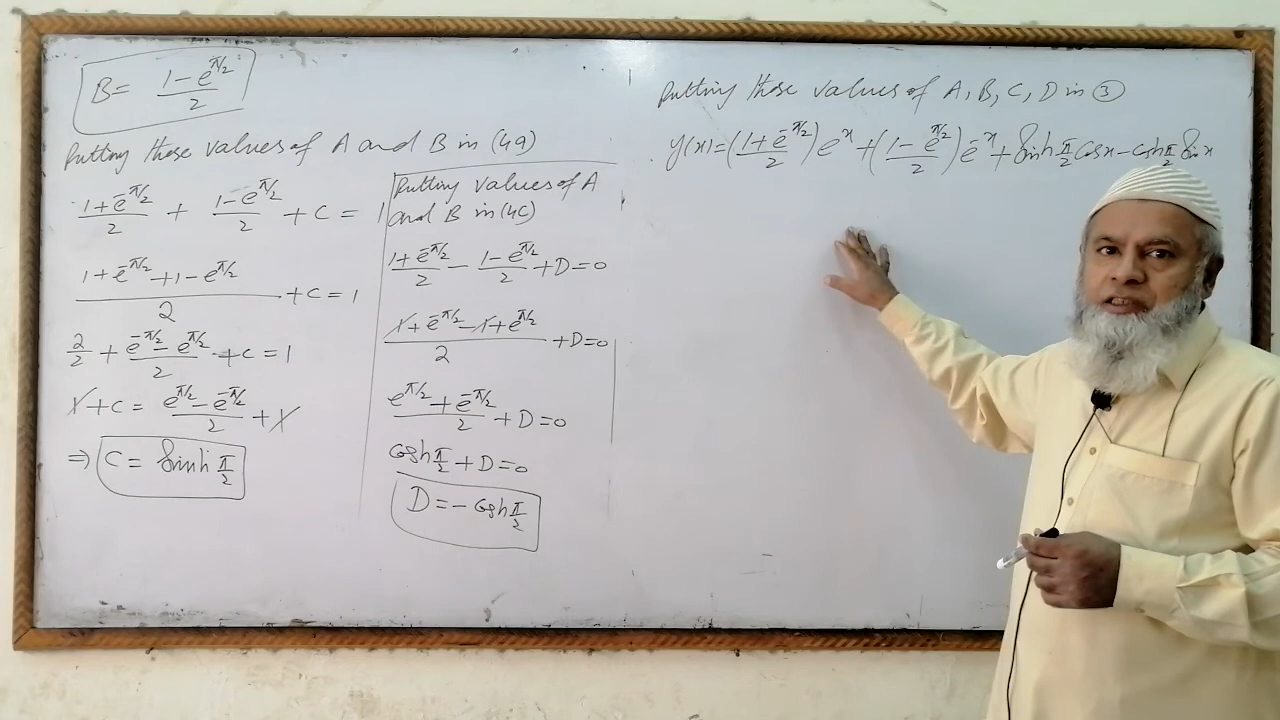 B = (1 - e^{π/2})/2
Putting these values of A and B in (4a)
(1 + e^{-π/2})/2 + (1 - e^{π/2})/2 + C = 1
(1 + e^{-π/2} + 1 - e^{π/2})/2 + C = 1
2/2 + (e^{-π/2} - e^{π/2})/2 + C = 1
1 + C = (e^{π/2} - e^{-π/2})/2 + 1
⇒ C = Sinh π/2
Putting values of A
and B in (4C)
(1 + e^{-π/2})/2 - (1 - e^{π/2})/2 + D = 0
(1 + e^{-π/2} - 1 + e^{π/2})/2 + D = 0
(e^{π/2} + e^{-π/2})/2 + D = 0
Cosh π/2 + D = 0
D = - Cosh π/2
Putting these values of A, B, C, D in ③
y(x) = ((1 + e^{-π/2})/2) e^x + ((1 - e^{π/2})/2) e^{-x} + Sinh π/2 Cos x - Cosh π/2 Sin x